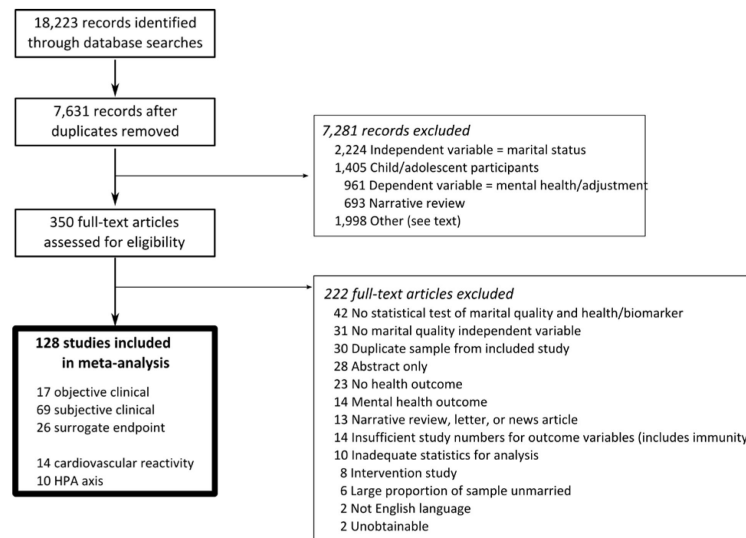 18,223 records identified
through database searches
7,631 records after
duplicates removed
7,281 records excluded
2,224 Independent variable = marital status
1,405 Child/adolescent participants
961 Dependent variable = mental health/adjustment
693 Narrative review
1,998 Other (see text)
350 full-text articles
assessed for eligibility
222 full-text articles excluded
42 No statistical test of marital quality and health/biomarker
31 No marital quality independent variable
30 Duplicate sample from included study
28 Abstract only
23 No health outcome
14 Mental health outcome
13 Narrative review, letter, or news article
14 Insufficient study numbers for outcome variables (includes immunity
10 Inadequate statistics for analysis
8 Intervention study
6 Large proportion of sample unmarried
2 Not English language
2 Unobtainable
128 studies included
in meta-analysis
17 objective clinical
69 subjective clinical
26 surrogate endpoint
14 cardiovascular reactivity
10 HPA axis